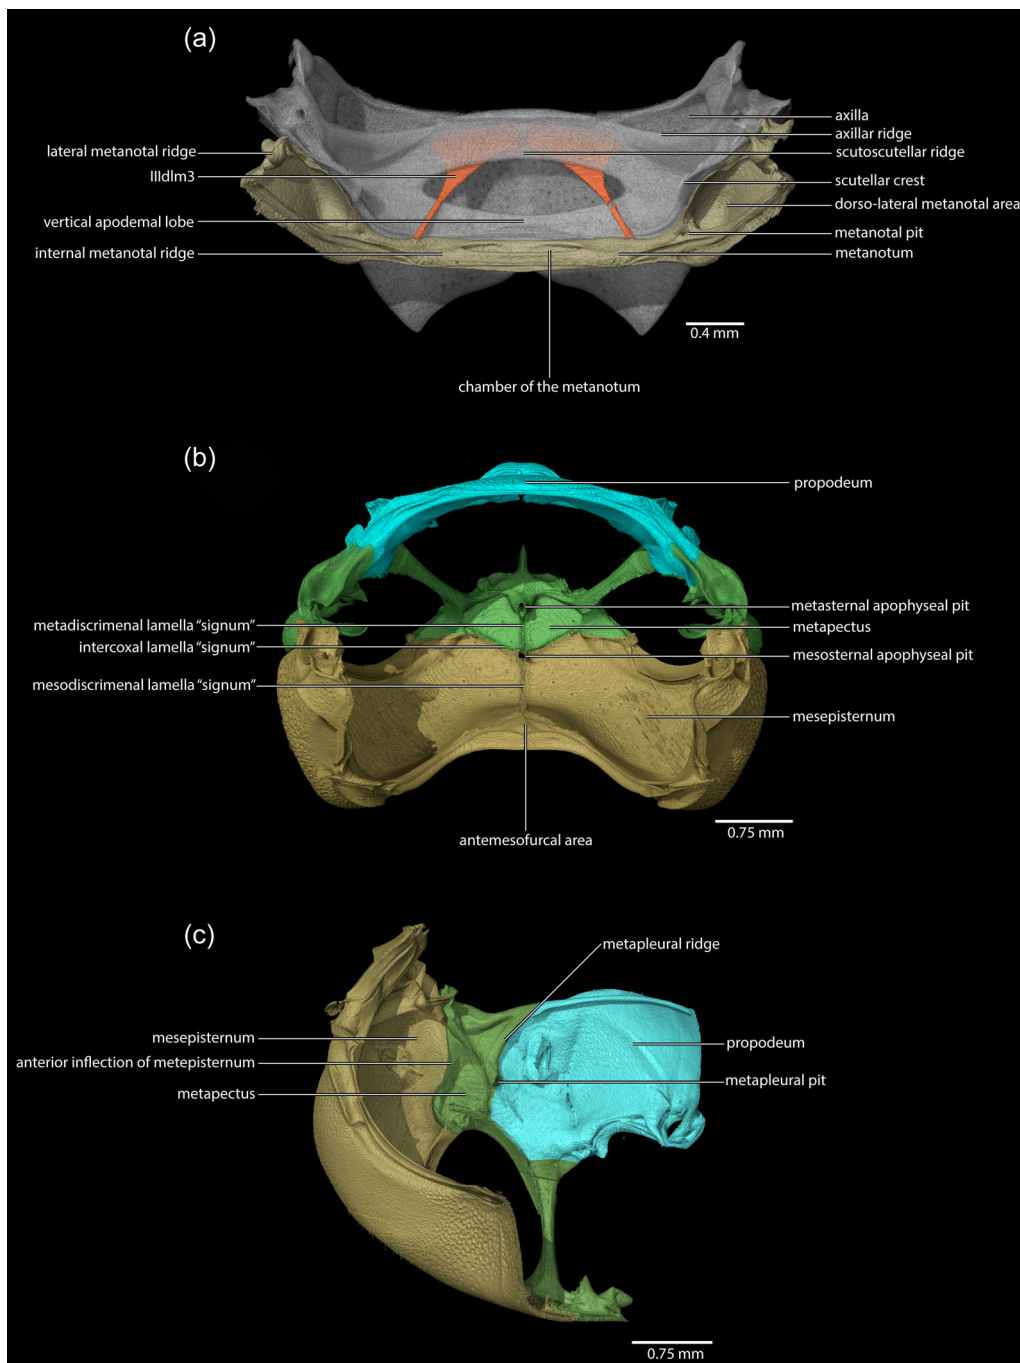 (a)
lateral metanotal ridge
IIIdlm3
vertical apodemal lobe
internal metanotal ridge
axilla
axillar ridge
scutoscutellar ridge
scutellar crest
dorso-lateral metanotal area
metanotal pit
metanotum
0.4 mm
chamber of the metanotum
(b)
propodeum
metadiscrimenal lamella “signum”
intercoxal lamella “signum”
mesodiscrimenal lamella “signum”
metasternal apophyseal pit
metapectus
mesosternal apophyseal pit
mesepisternum
0.75 mm
antemesofurcal area
(c)
metapleural ridge
mesepisternum
anterior inflection of metepisternum
metapectus
propodeum
metapleural pit
0.75 mm